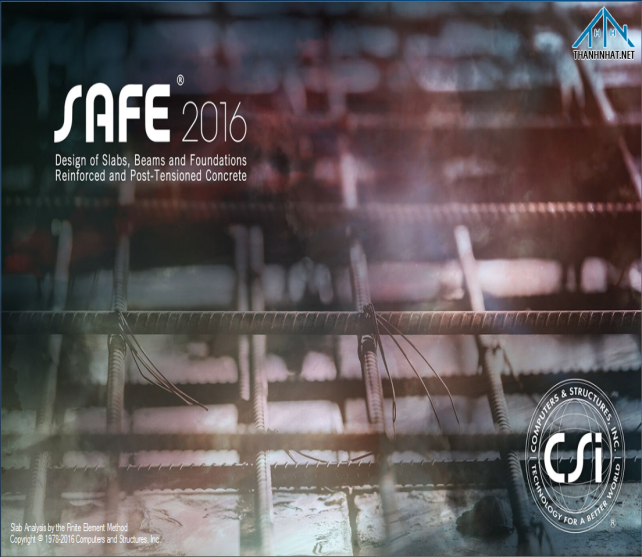 THANHNHAT.NET
SAFE® 2016
Design of Slabs, Beams and Foundations
Reinforced and Post-Tensioned Concrete
COMPUTERS & STRUCTURES, INC.
CSi
TECHNOLOGY FOR A BETTER WORLD
®
Slab Analysis by the Finite Element Method
Copyright © 1978-2016 Computers and Structures, Inc.